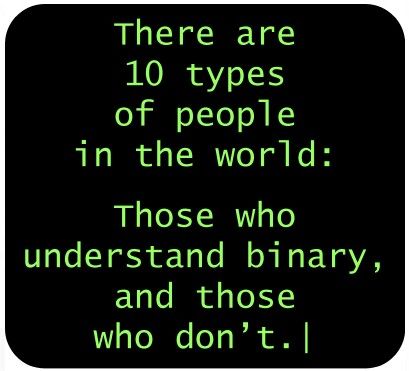 There are
10 types
of people
in the world:
Those who
understand binary,
and those
who don’t.|